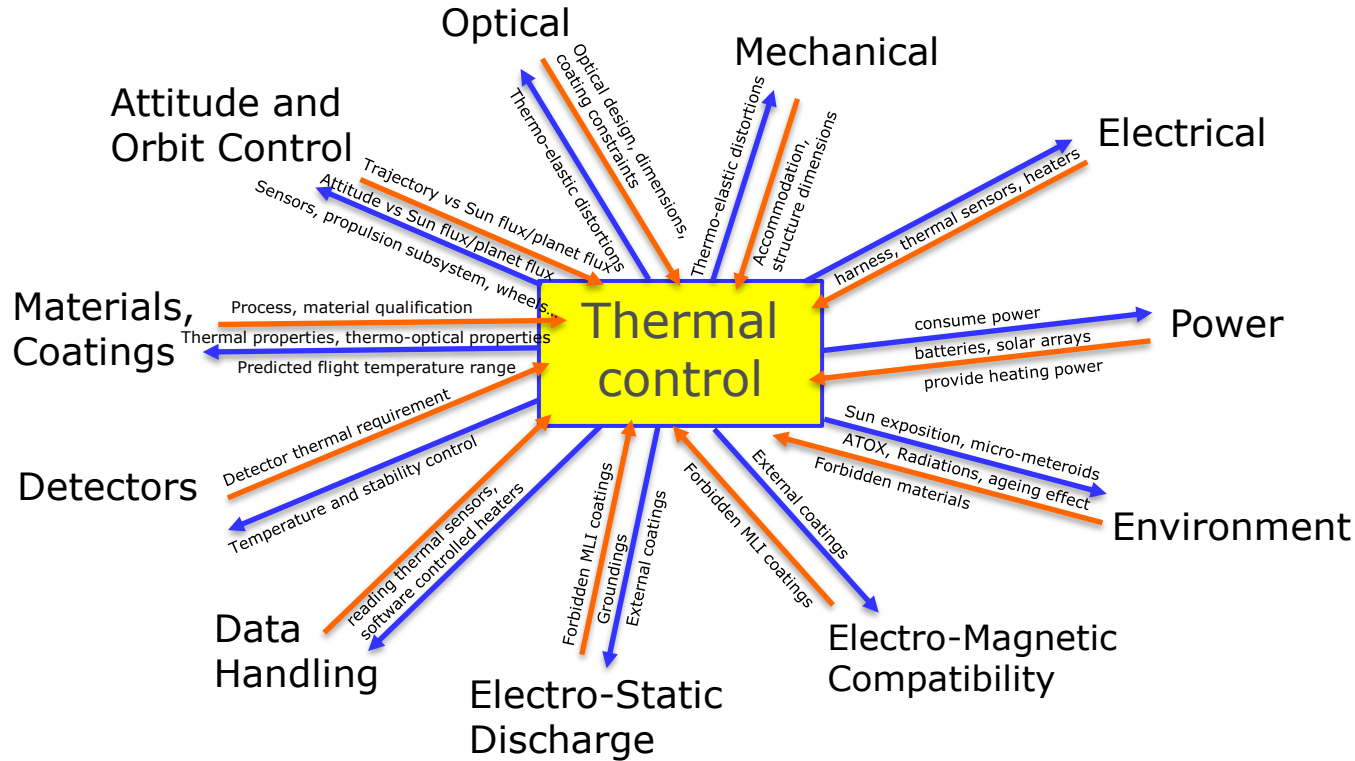 Optical
Mechanical
Attitude and
Orbit Control
Electrical
Optical design, dimensions,
coating constraints
Thermo-elastic distortions
Thermo-elastic distortions
Accommodation,
structure dimensions
harness, thermal sensors, heaters
Trajectory vs Sun flux/planet flux
Attitude vs Sun flux/planet flux
Sensors, propulsion subsystem, wheels...
Materials,
Coatings
Process, material qualification
Thermal properties, thermo-optical properties
Predicted flight temperature range
Thermal
control
consume power
batteries, solar arrays
provide heating power
Power
Detectors
Detector thermal requirement
Temperature and stability control
Sun exposition, micro-meteroids
ATOX, Radiations, ageing effect
Forbidden materials
Environment
reading thermal sensors,
software controlled heaters
Data
Handling
Forbidden MLI coatings
Groundings
External coatings
Electro-Static
Discharge
Forbidden MLI coatings
External coatings
Electro-Magnetic
Compatibility